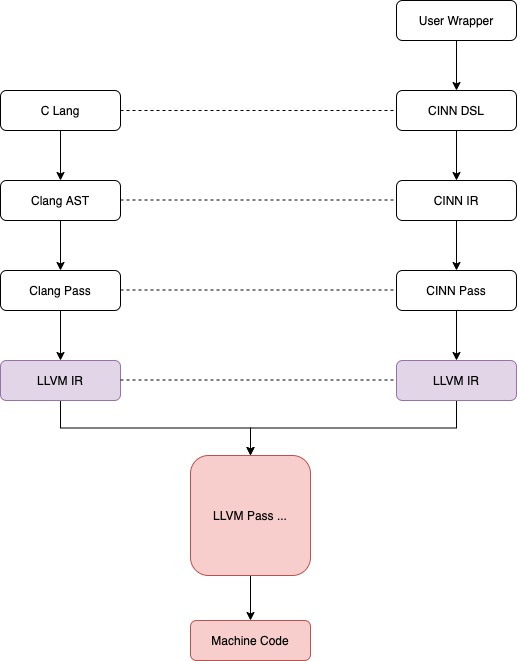 User Wrapper
C Lang
CINN DSL
Clang AST
CINN IR
Clang Pass
CINN Pass
LLVM IR
LLVM IR
LLVM Pass ...
Machine Code